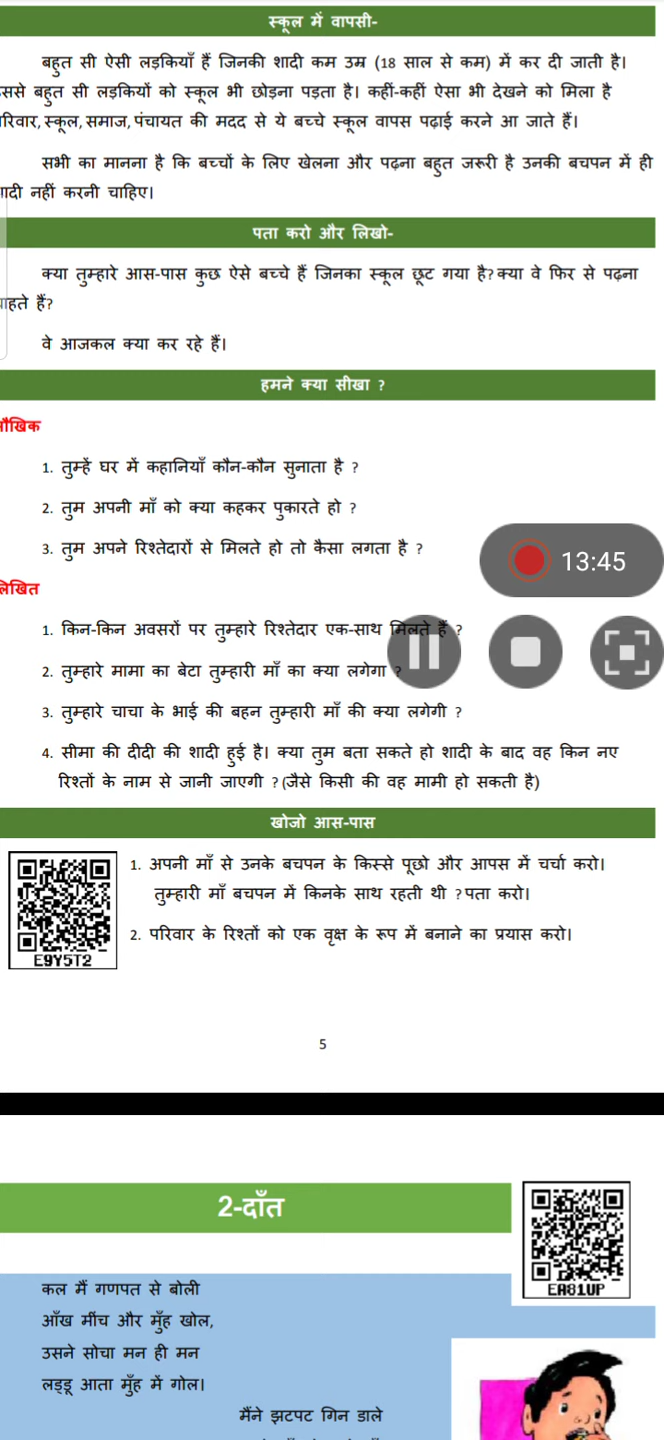 स्कूल में वापसी-
बहुत सी ऐसी लड़कियाँ हैं जिनकी शादी कम उम्र (18 साल से कम) में कर दी जाती है।
ससे बहुत सी लड़कियों को स्कूल भी छोड़ना पड़ता है। कहीं-कहीं ऐसा भी देखने को मिला है
रिवार, स्कूल, समाज, पंचायत की मदद से ये बच्चे स्कूल वापस पढ़ाई करने आ जाते हैं।
सभी का मानना है कि बच्चों के लिए खेलना और पढ़ना बहुत जरूरी है उनकी बचपन में ही
ादी नहीं करनी चाहिए।
पता करो और लिखो-
क्या तुम्हारे आस-पास कुछ ऐसे बच्चे हैं जिनका स्कूल छूट गया है? क्या वे फिर से पढ़ना
ाहते हैं?
वे आजकल क्या कर रहे हैं।
हमने क्या सीखा ?
मौखिक
1. तुम्हें घर में कहानियाँ कौन-कौन सुनाता है ?
2. तुम अपनी माँ को क्या कहकर पुकारते हो ?
3. तुम अपने रिश्तेदारों से मिलते हो तो कैसा लगता है ?
13:45
लिखित
1. किन-किन अवसरों पर तुम्हारे रिश्तेदार एक-साथ मिलते हैं ?
2. तुम्हारे मामा का बेटा तुम्हारी माँ का क्या लगेगा ?
3. तुम्हारे चाचा के भाई की बहन तुम्हारी माँ की क्या लगेगी ?
4. सीमा की दीदी की शादी हुई है। क्या तुम बता सकते हो शादी के बाद वह किन नए
रिश्तों के नाम से जानी जाएगी ? (जैसे किसी की वह मामी हो सकती है)
खोजो आस-पास
1. अपनी माँ से उनके बचपन के किस्से पूछो और आपस में चर्चा करो।
तुम्हारी माँ बचपन में किनके साथ रहती थी ? पता करो।
2. परिवार के रिश्तों को एक वृक्ष के रूप में बनाने का प्रयास करो।
E9Y5T2
5
2-दाँत
EA81UP
कल मैं गणपत से बोली
आँख मींच और मुँह खोल,
उसने सोचा मन ही मन
लड्डू आता मुँह में गोल।
मैंने झटपट गिन डाले